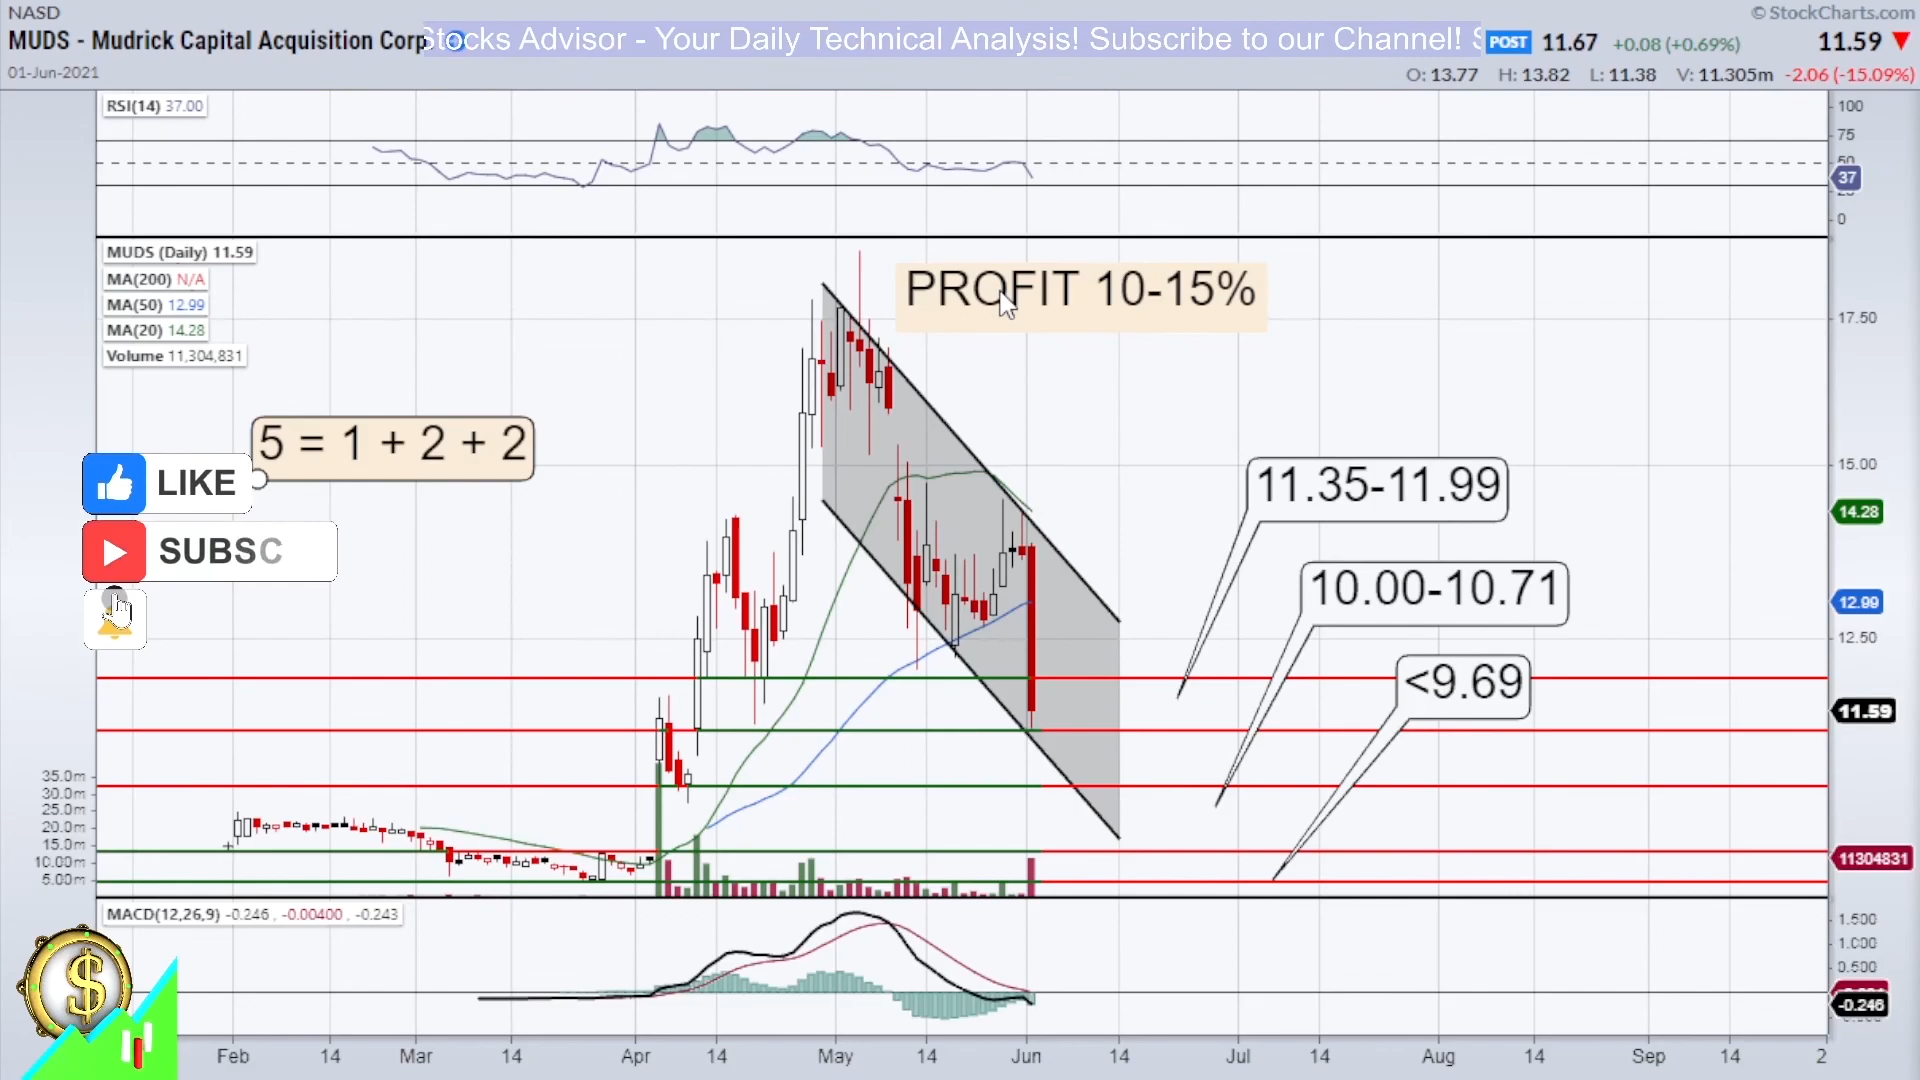 NASD
© StockCharts.com
MUDS - Mudrick Capital Acquisition Corp
Stocks Advisor - Your Daily Technical Analysis! Subscribe to our Channel! S
POST 11.67 +0.08 (+0.69%) 11.59
01-Jun-2021
O: 13.77 H: 13.82 L: 11.38 V: 11.305m -2.06 (-15.09%)
RSI(14) 37.00
100
75
50
37
0
MUDS (Daily) 11.59
MA(200) N/A
MA(50) 12.99
MA(20) 14.28
Volume 11,304,831
PROFIT 10-15%
17.50
5 = 1 + 2 + 2
LIKE
SUBSC
11.35-11.99
10.00-10.71
<9.69
15.00
14.28
12.99
12.50
11.59
35.0m
30.0m
25.0m
20.0m
15.0m
10.00m
5.00m
11304831
MACD(12,26,9) -0.246 , -0.00400 , -0.243
1.500
1.000
0.500
-0.246
$
Feb 14 Mar 14 Apr 14 May 14 Jun 14 Jul 14 Aug 14 Sep 14 2